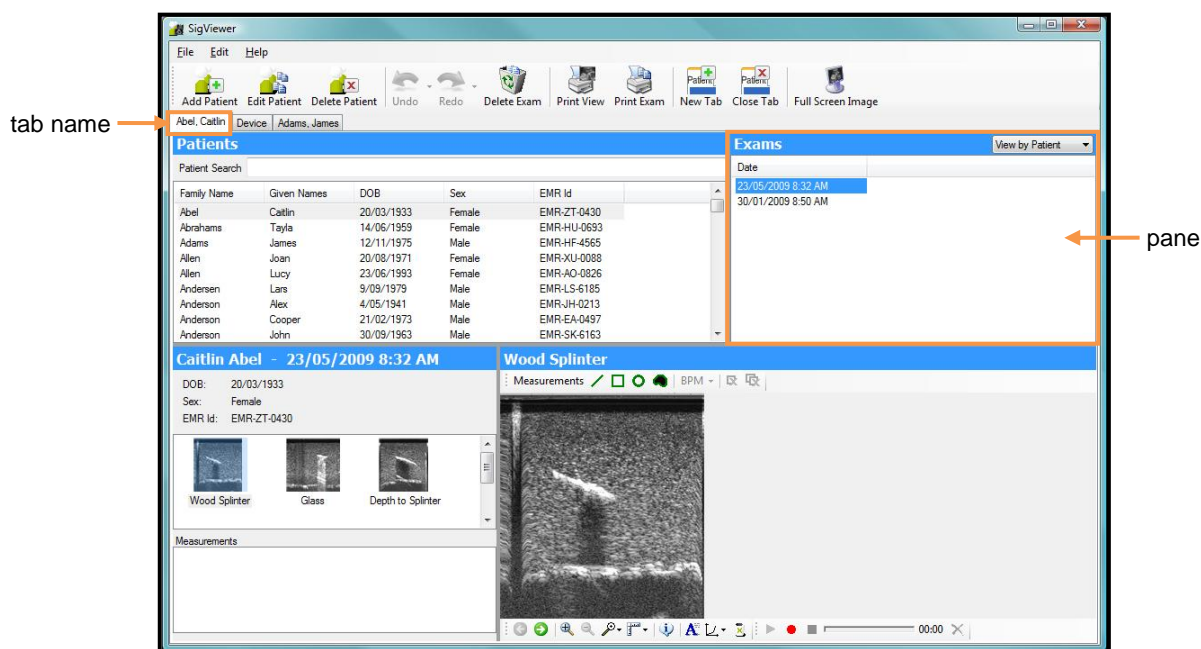 SigViewer
File Edit Help
Add Patient Edit Patient Delete Patient Undo Redo Delete Exam Print View Print Exam New Tab Close Tab Full Screen Image
tab name
Abel, Caitlin Device Adams, James
Patients
Patient Search
Family Name Given Names DOB Sex EMR Id
Abel Caitlin 20/03/1933 Female EMR-ZT-0430
Abrahams Tayla 14/06/1959 Female EMR-HU-0693
Adams James 12/11/1975 Male EMR-HF-4565
Allen Joan 20/08/1971 Female EMR-XU-0088
Allen Lucy 23/06/1993 Female EMR-AO-0826
Andersen Lars 9/09/1979 Male EMR-LS-6185
Anderson Alex 4/05/1941 Male EMR-JH-0213
Anderson Cooper 21/02/1973 Male EMR-EA-0497
Anderson John 30/09/1963 Male EMR-SK-6163
Exams View by Patient
Date
23/05/2009 8:32 AM
30/01/2009 8:50 AM
pane
Caitlin Abel - 23/05/2009 8:32 AM
DOB: 20/03/1933
Sex: Female
EMR Id: EMR-ZT-0430
Wood Splinter Glass Depth to Splinter
Measurements
Wood Splinter
Measurements BPM
00:00